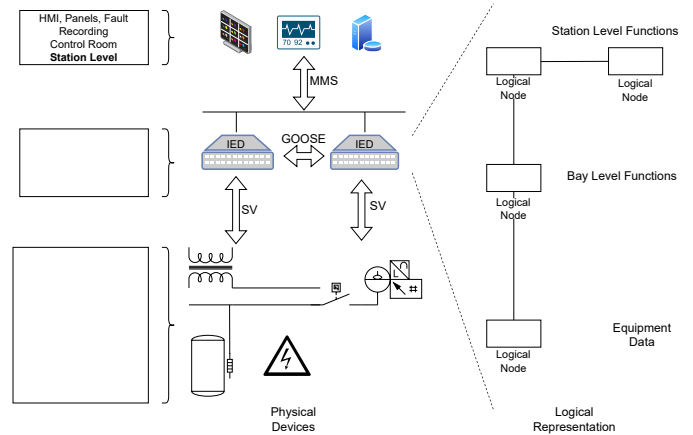 HMI, Panels, Fault
Recording
Control Room
Station Level
70 92
MMS
IED
GOOSE
IED
SV
SV
Physical
Devices
Station Level Functions
Logical
Node
Logical
Node
Bay Level Functions
Logical
Node
Equipment
Data
Logical
Node
Logical
Representation
L
#